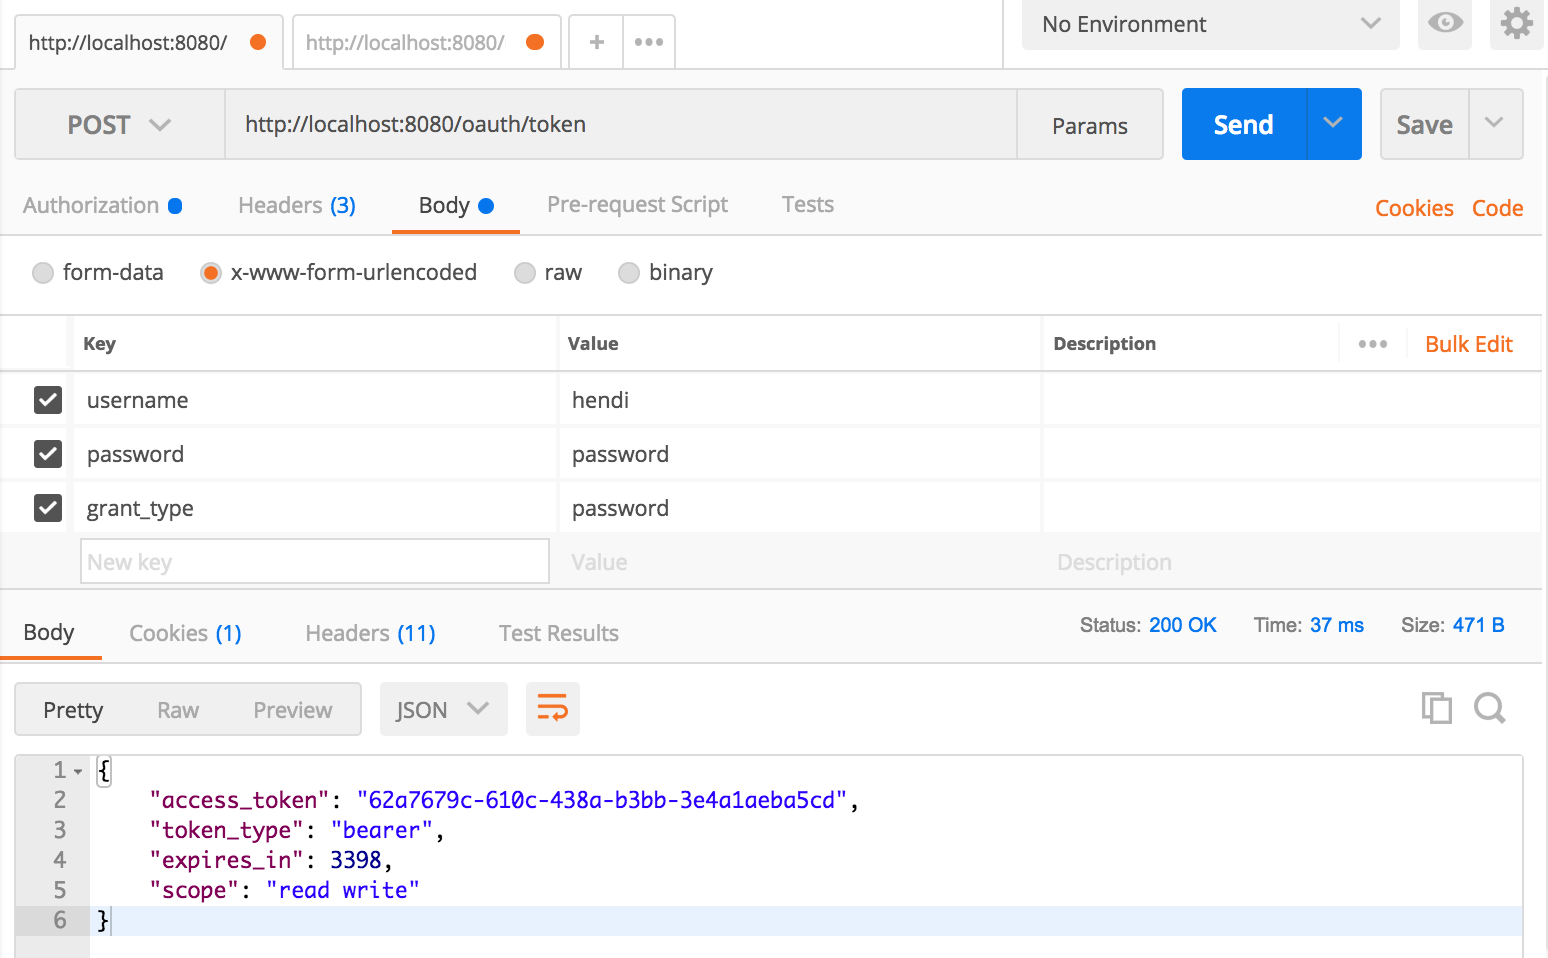 http://localhost:8080/ http://localhost:8080/ + ••• No Environment
POST http://localhost:8080/oauth/token Params Send Save
Authorization Headers (3) Body Pre-request Script Tests Cookies Code
form-data x-www-form-urlencoded raw binary
Key Value Description ••• Bulk Edit
username hendi
password password
grant_type password
New key Value Description
Body Cookies (1) Headers (11) Test Results Status: 200 OK Time: 37 ms Size: 471 B
Pretty Raw Preview JSON
1 {
2 "access_token": "62a7679c-610c-438a-b3bb-3e4a1aeba5cd",
3 "token_type": "bearer",
4 "expires_in": 3398,
5 "scope": "read write"
6 }